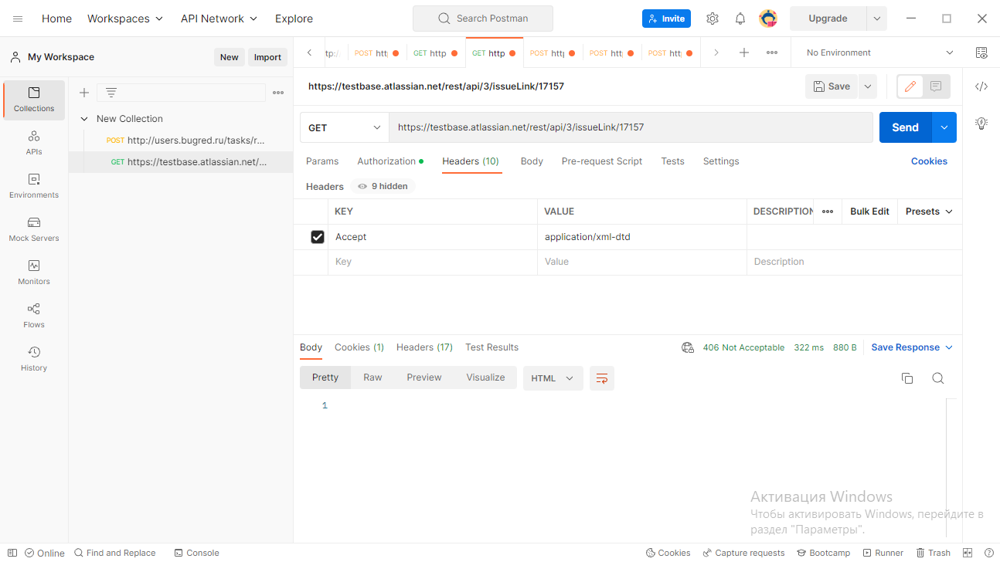 Home Workspaces API Network Explore Search Postman Invite Upgrade
My Workspace New Import
tp:/ POST htt GET http GET http POST htt POST htt POST htt No Environment
https://testbase.atlassian.net/rest/api/3/issueLink/17157 Save
Collections
APIs
Environments
Mock Servers
Monitors
Flows
History
New Collection
POST http://users.bugred.ru/tasks/r...
GET https://testbase.atlassian.net/...
GET https://testbase.atlassian.net/rest/api/3/issueLink/17157 Send
Params Authorization Headers (10) Body Pre-request Script Tests Settings Cookies
Headers 9 hidden
KEY VALUE DESCRIPTION Bulk Edit Presets
Accept application/xml-dtd
Key Value Description
Body Cookies (1) Headers (17) Test Results 406 Not Acceptable 322 ms 880 B Save Response
Pretty Raw Preview Visualize HTML
1
Активация Windows
Чтобы активировать Windows, перейдите в
раздел "Параметры".
Online Find and Replace Console Cookies Capture requests Bootcamp Runner Trash